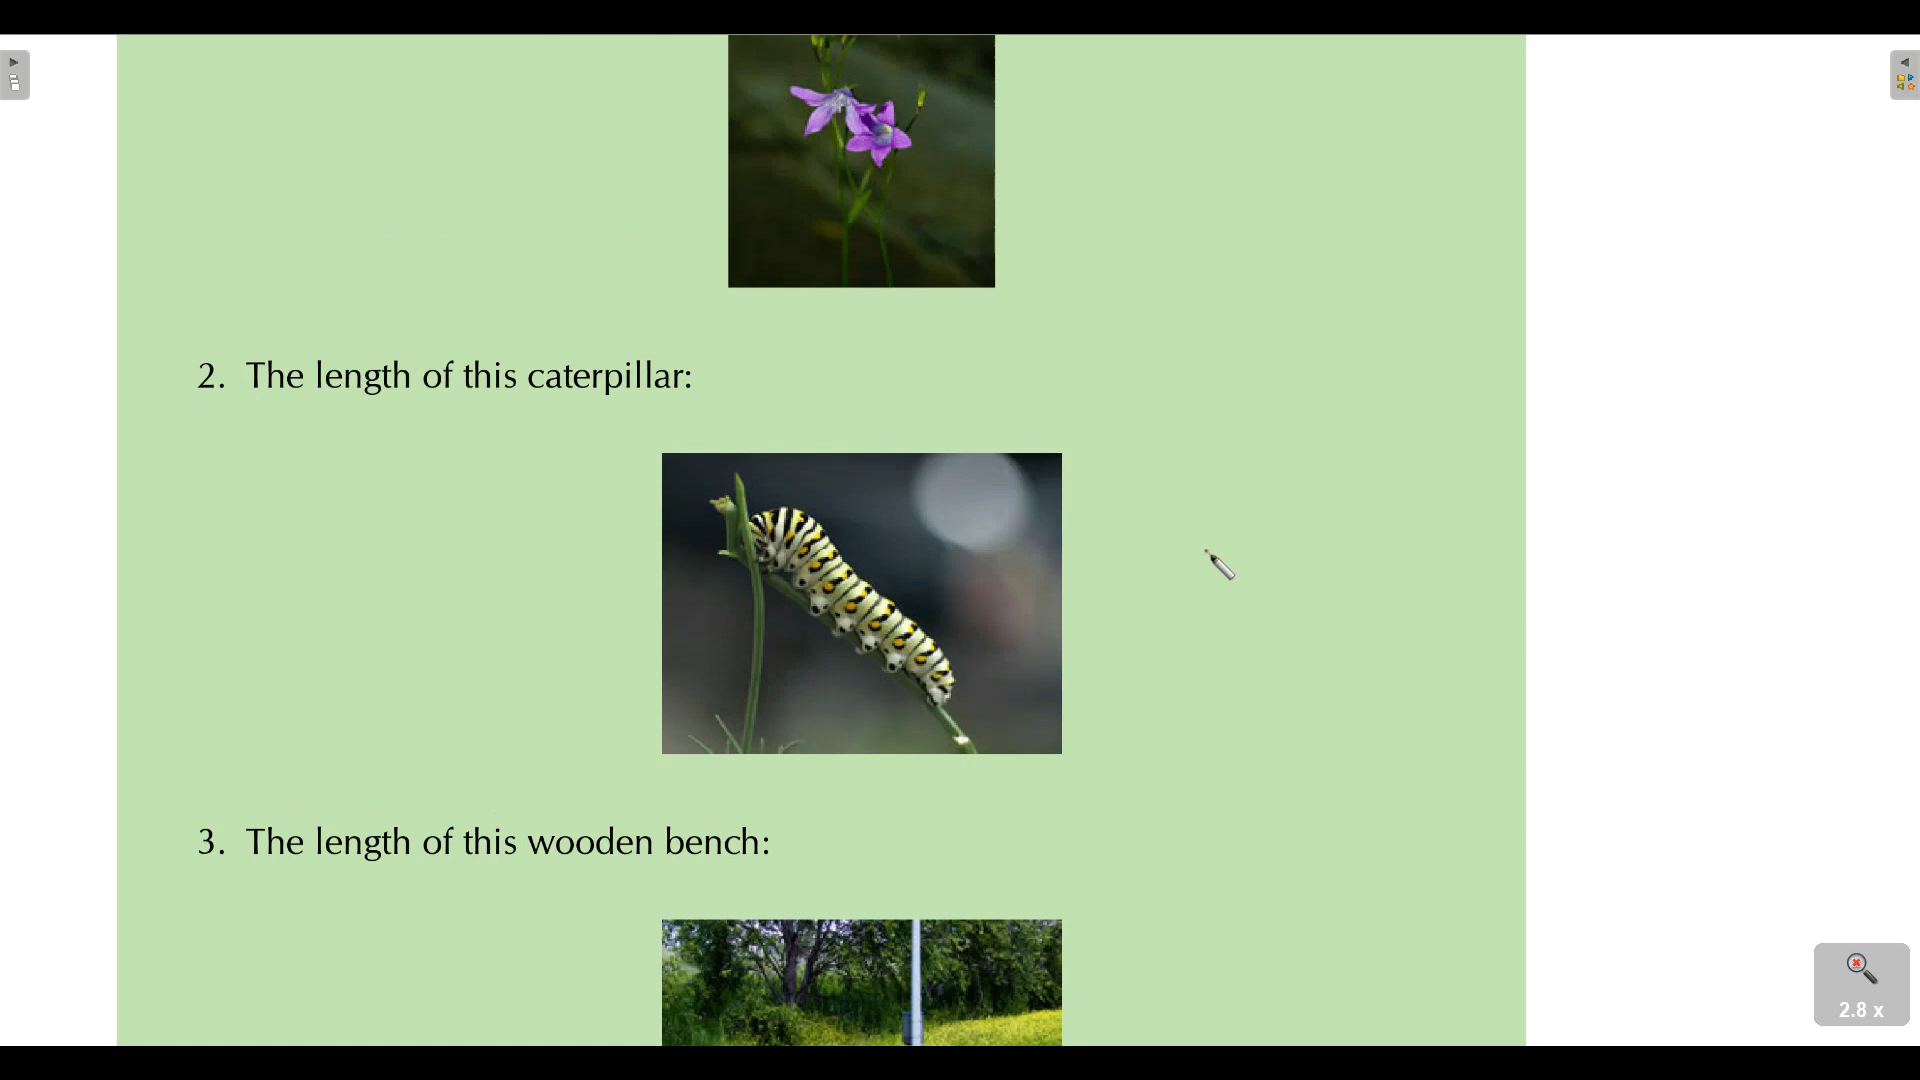 2. The length of this caterpillar:
3. The length of this wooden bench:
2.8 x